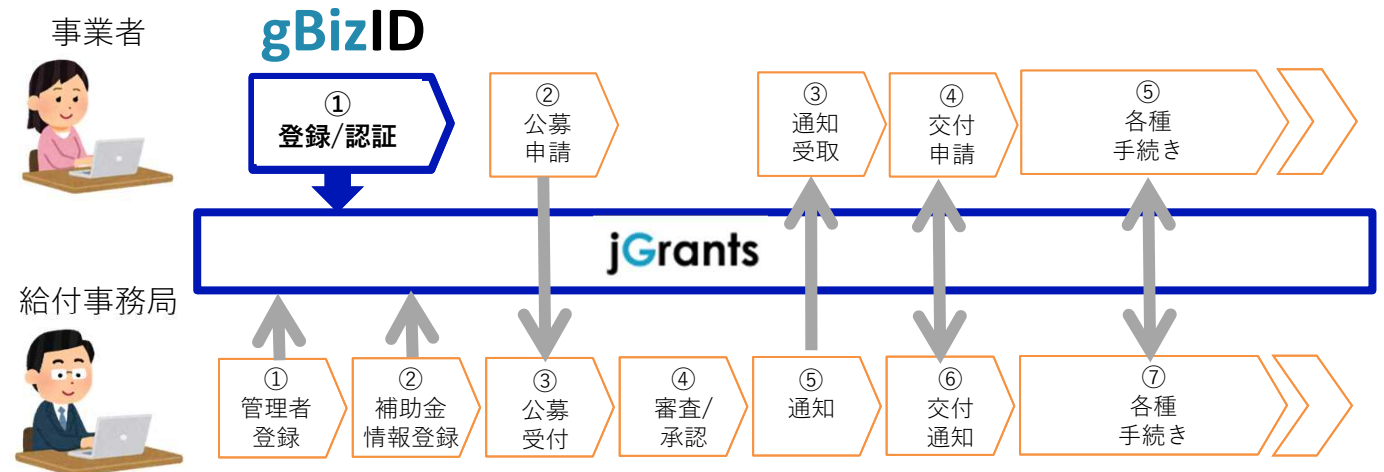 事業者
gBizID
①
登録/認証
②
公募
申請
③
通知
受取
④
交付
申請
⑤
各種
手続き
jGrants
給付事務局
①
管理者
登録
②
補助金
情報登録
③
公募
受付
④
審査/
承認
⑤
通知
⑥
交付
通知
⑦
各種
手続き